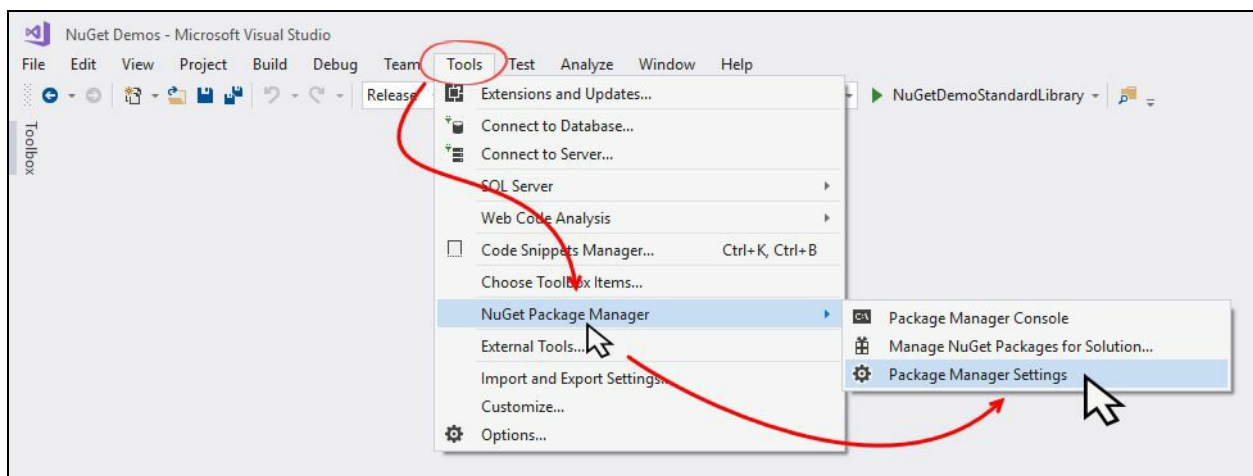 NuGet Demos - Microsoft Visual Studio
File Edit View Project Build Debug Team Tools Test Analyze Window Help
Release
NuGetDemoStandardLibrary
Toolbox
Extensions and Updates...
Connect to Database...
Connect to Server...
SQL Server
Web Code Analysis
Code Snippets Manager... Ctrl+K, Ctrl+B
Choose Toolbox Items...
NuGet Package Manager
External Tools...
Import and Export Settings...
Customize...
Options...
Package Manager Console
Manage NuGet Packages for Solution...
Package Manager Settings